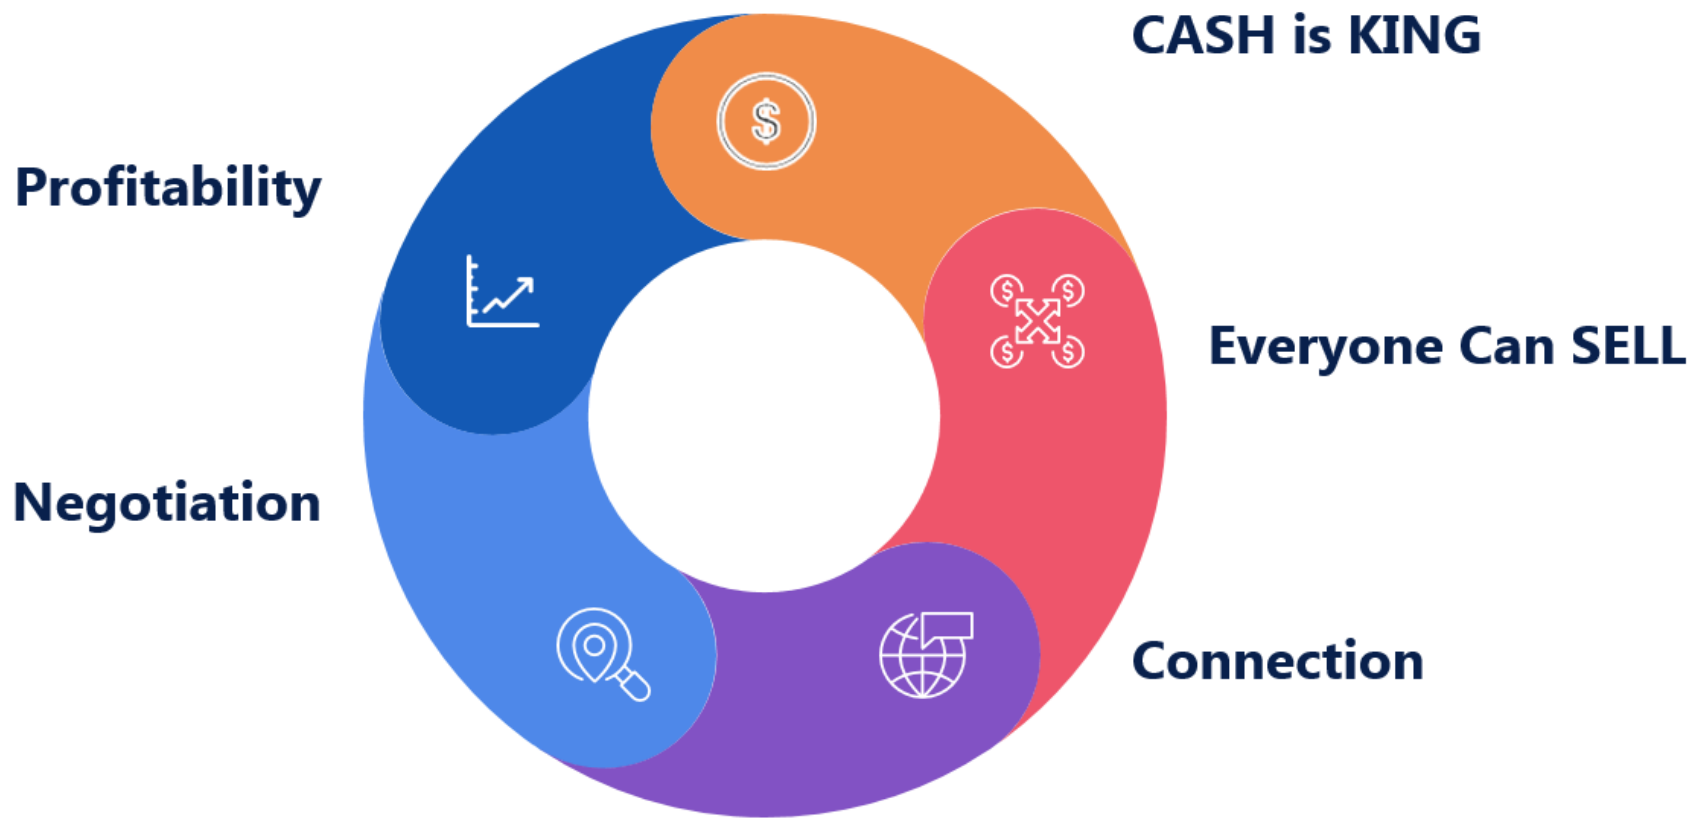 CASH is KING
Profitability
Everyone Can SELL
Negotiation
Connection
$
$ $
$ $